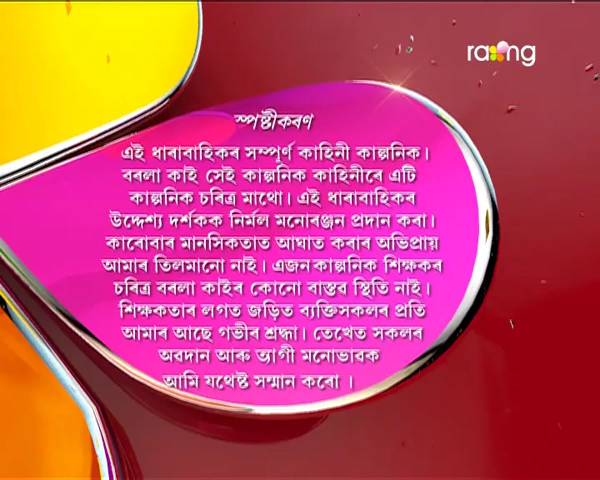 rang
স্পষ্টীকৰণ
এই ধাৰাবাহিকৰ সম্পূৰ্ণ কাহিনী কাল্পনিক।
বৰলা কাই সেই কাল্পনিক কাহিনীৰে এটি
কাল্পনিক চৰিত্ৰ মাথো। এই ধাৰাবাহিকৰ
উদ্দেশ্য দৰ্শকক নিৰ্মল মনোৰঞ্জন প্ৰদান কৰা।
কাৰোবাৰ মানসিকতাত আঘাত কৰাৰ অভিপ্ৰায়
আমাৰ তিলমানো নাই। এজন কাল্পনিক শিক্ষকৰ
চৰিত্ৰ বৰলা কাইৰ কোনো বাস্তৱ স্থিতি নাই।
শিক্ষকতাৰ লগত জড়িত ব্যক্তিসকলৰ প্ৰতি
আমাৰ আছে গভীৰ শ্ৰদ্ধা। তেখেত সকলৰ
অৱদান আৰু ত্যাগী মনোভাৱক
আমি যথেষ্ট সন্মান কৰো ।